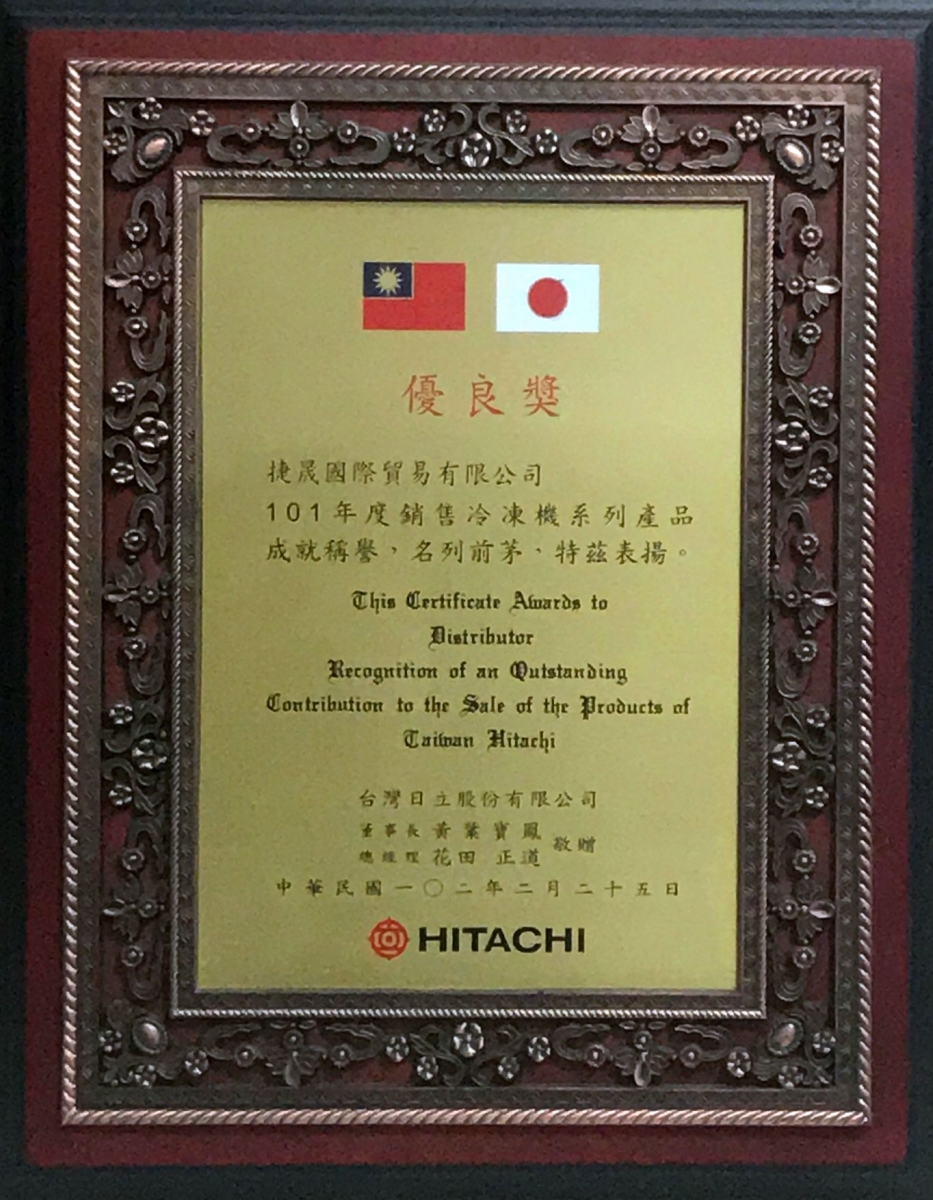 優良獎
捷晟國際貿易有限公司
101年度銷售冷凍機系列產品
成就稱譽，名列前茅，特茲表揚。
This Certificate Awards to
Distributor
Recognition of an Outstanding
Contribution to the Sale of the Products of
Taiwan Hitachi
台灣日立股份有限公司
董事長 黃葉寶鳳
總經理 花田 正道
敬贈
中華民國一〇二年二月二十五日
HITACHI